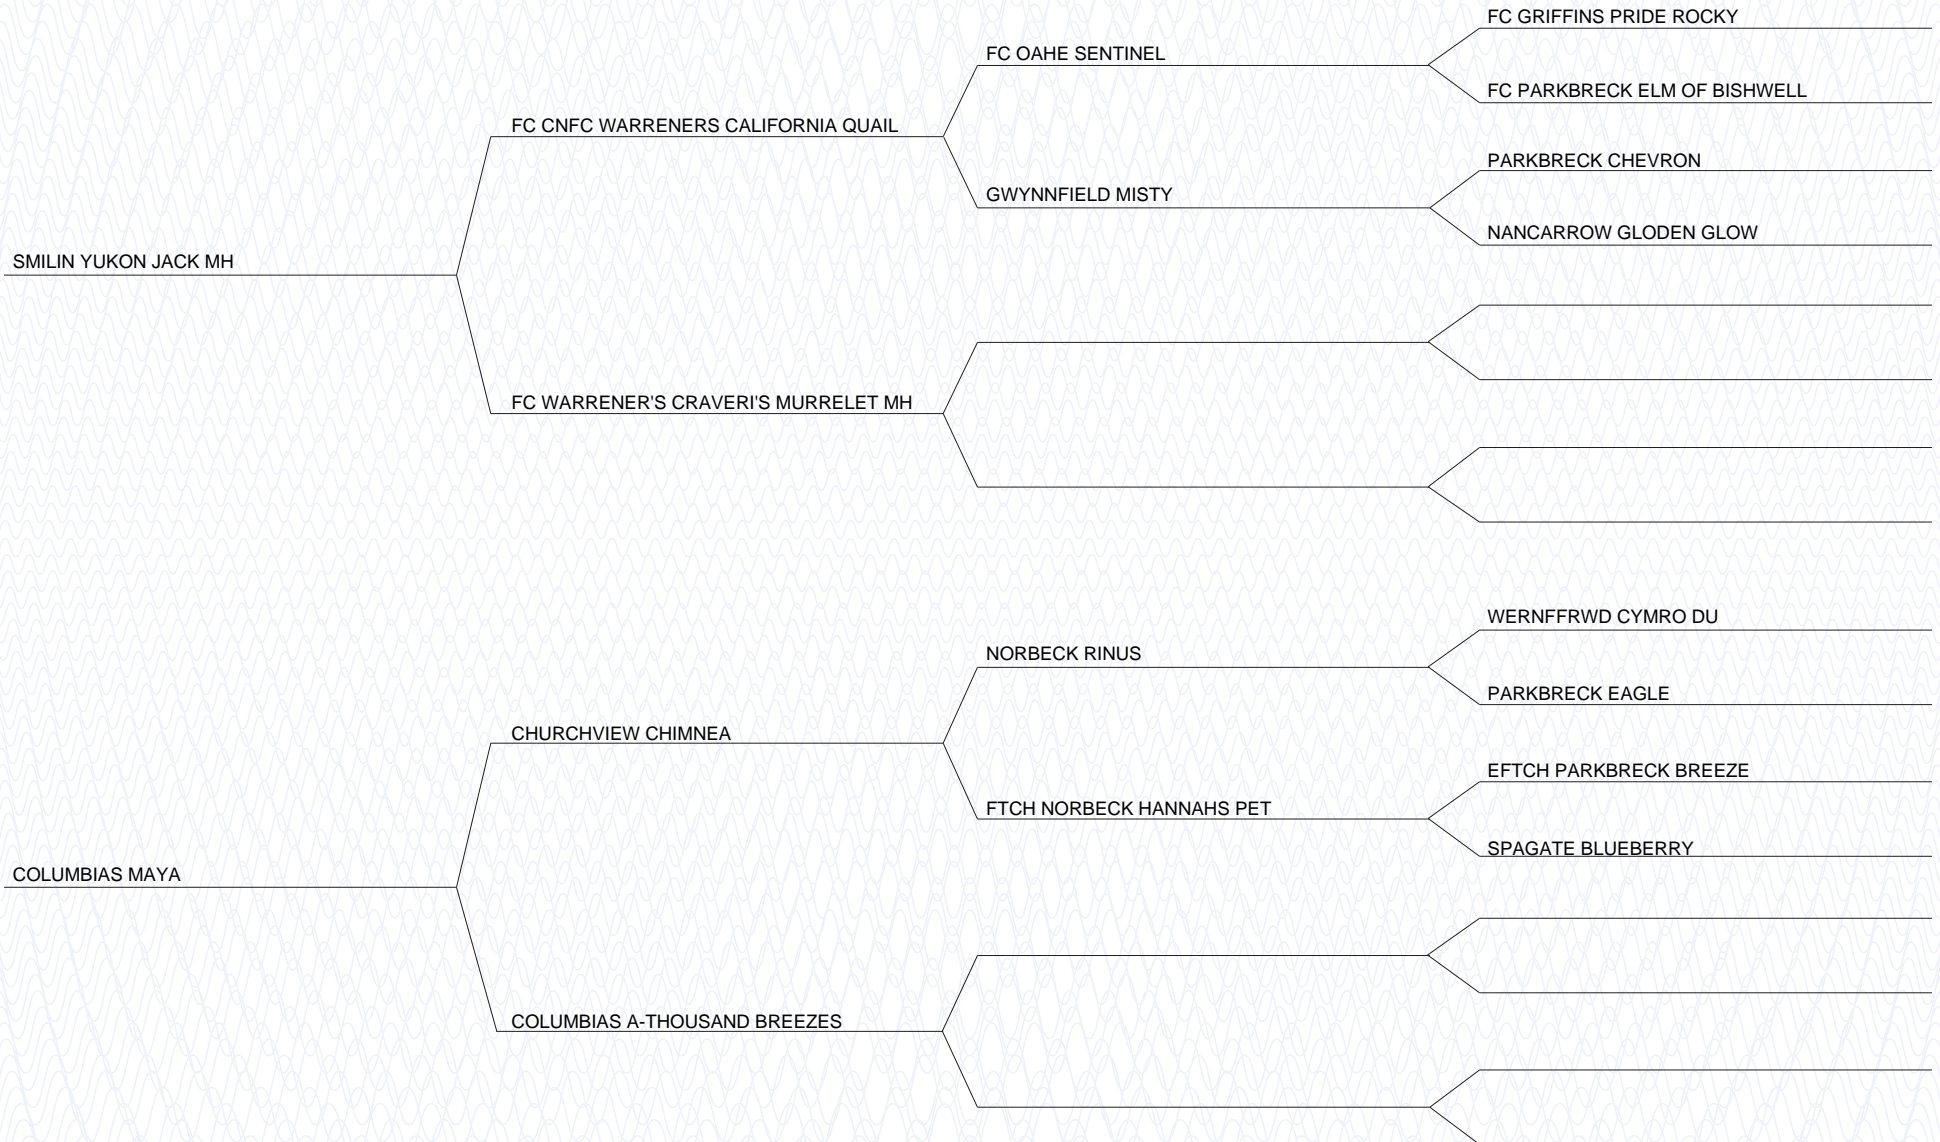 FC GRIFFINS PRIDE ROCKY
FC OAHE SENTINEL
FC PARKBRECK ELM OF BISHWELL
FC CNFC WARRENERS CALIFORNIA QUAIL
PARKBRECK CHEVRON
GWYNNFIELD MISTY
NANCARROW GLODEN GLOW
SMILIN YUKON JACK MH
FC WARRENER'S CRAVERI'S MURRELET MH
WERNFFRWD CYMRO DU
NORBECK RINUS
PARKBRECK EAGLE
CHURCHVIEW CHIMNEA
EFTCH PARKBRECK BREEZE
FTCH NORBECK HANNAHS PET
SPAGATE BLUEBERRY
COLUMBIAS MAYA
COLUMBIAS A-THOUSAND BREEZES